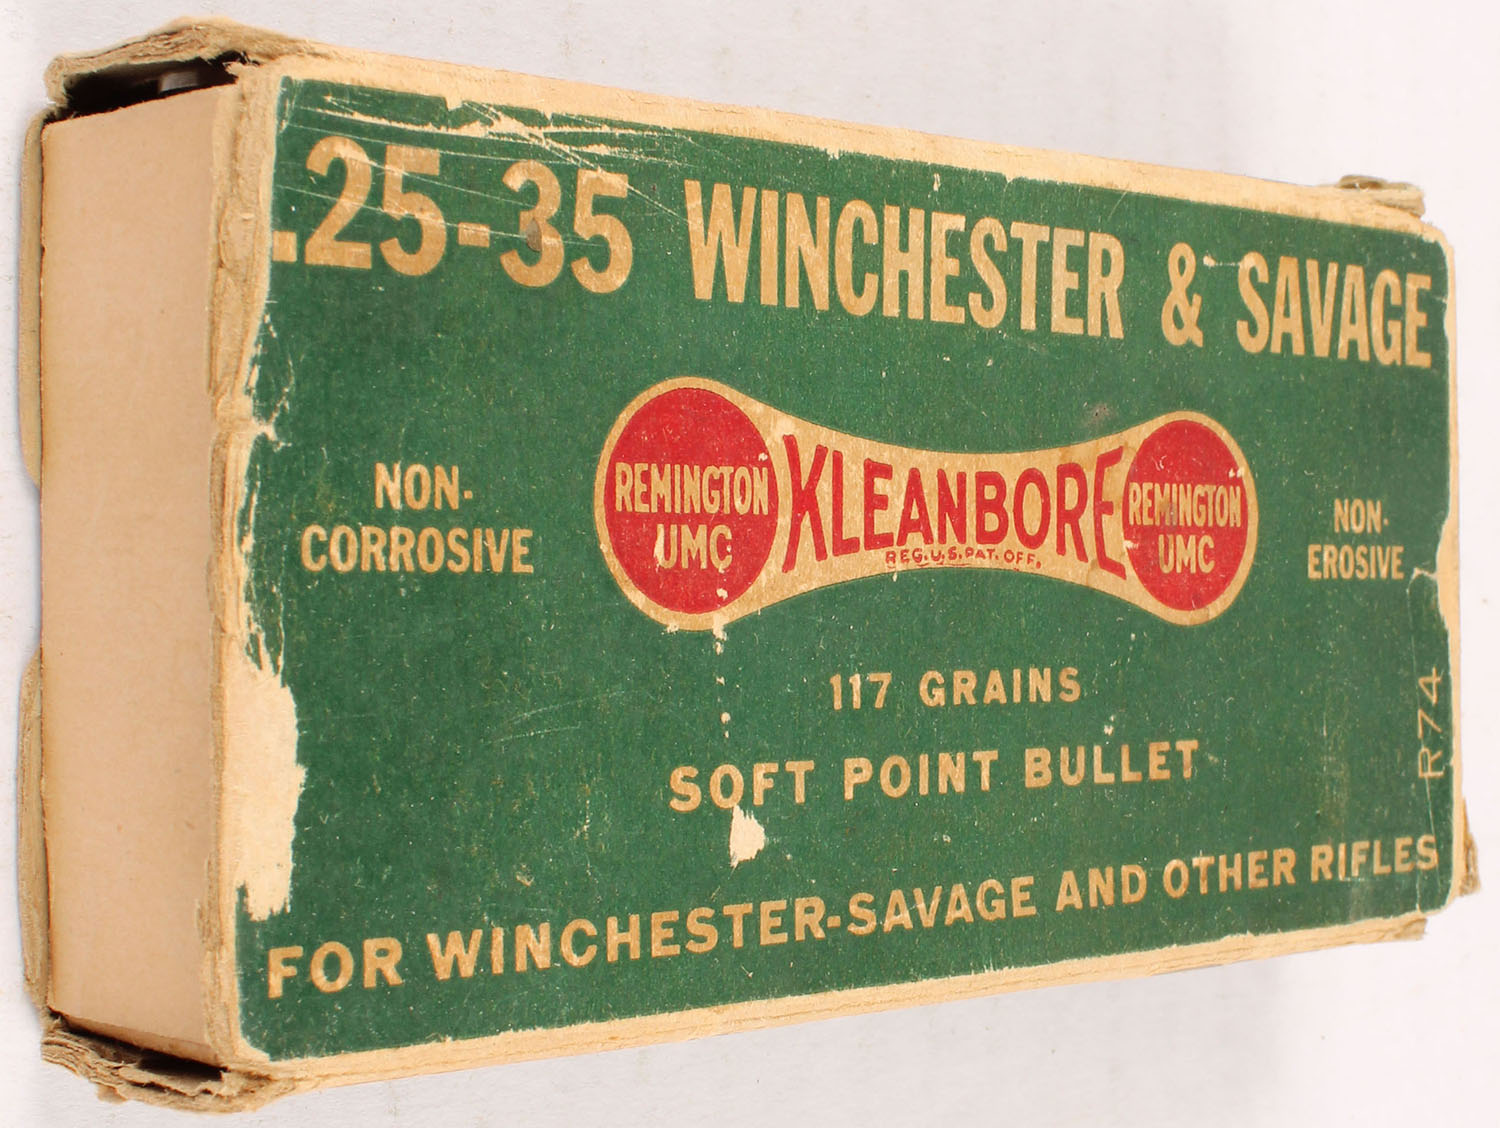 .25-35 WINCHESTER & SAVAGE
NON-
CORROSIVE
REMINGTON
UMC
KLEANBORE
REG.U.S.PAT.OFF.
REMINGTON
UMC
NON-
EROSIVE
117 GRAINS
SOFT POINT BULLET
R74
FOR WINCHESTER-SAVAGE AND OTHER RIFLES